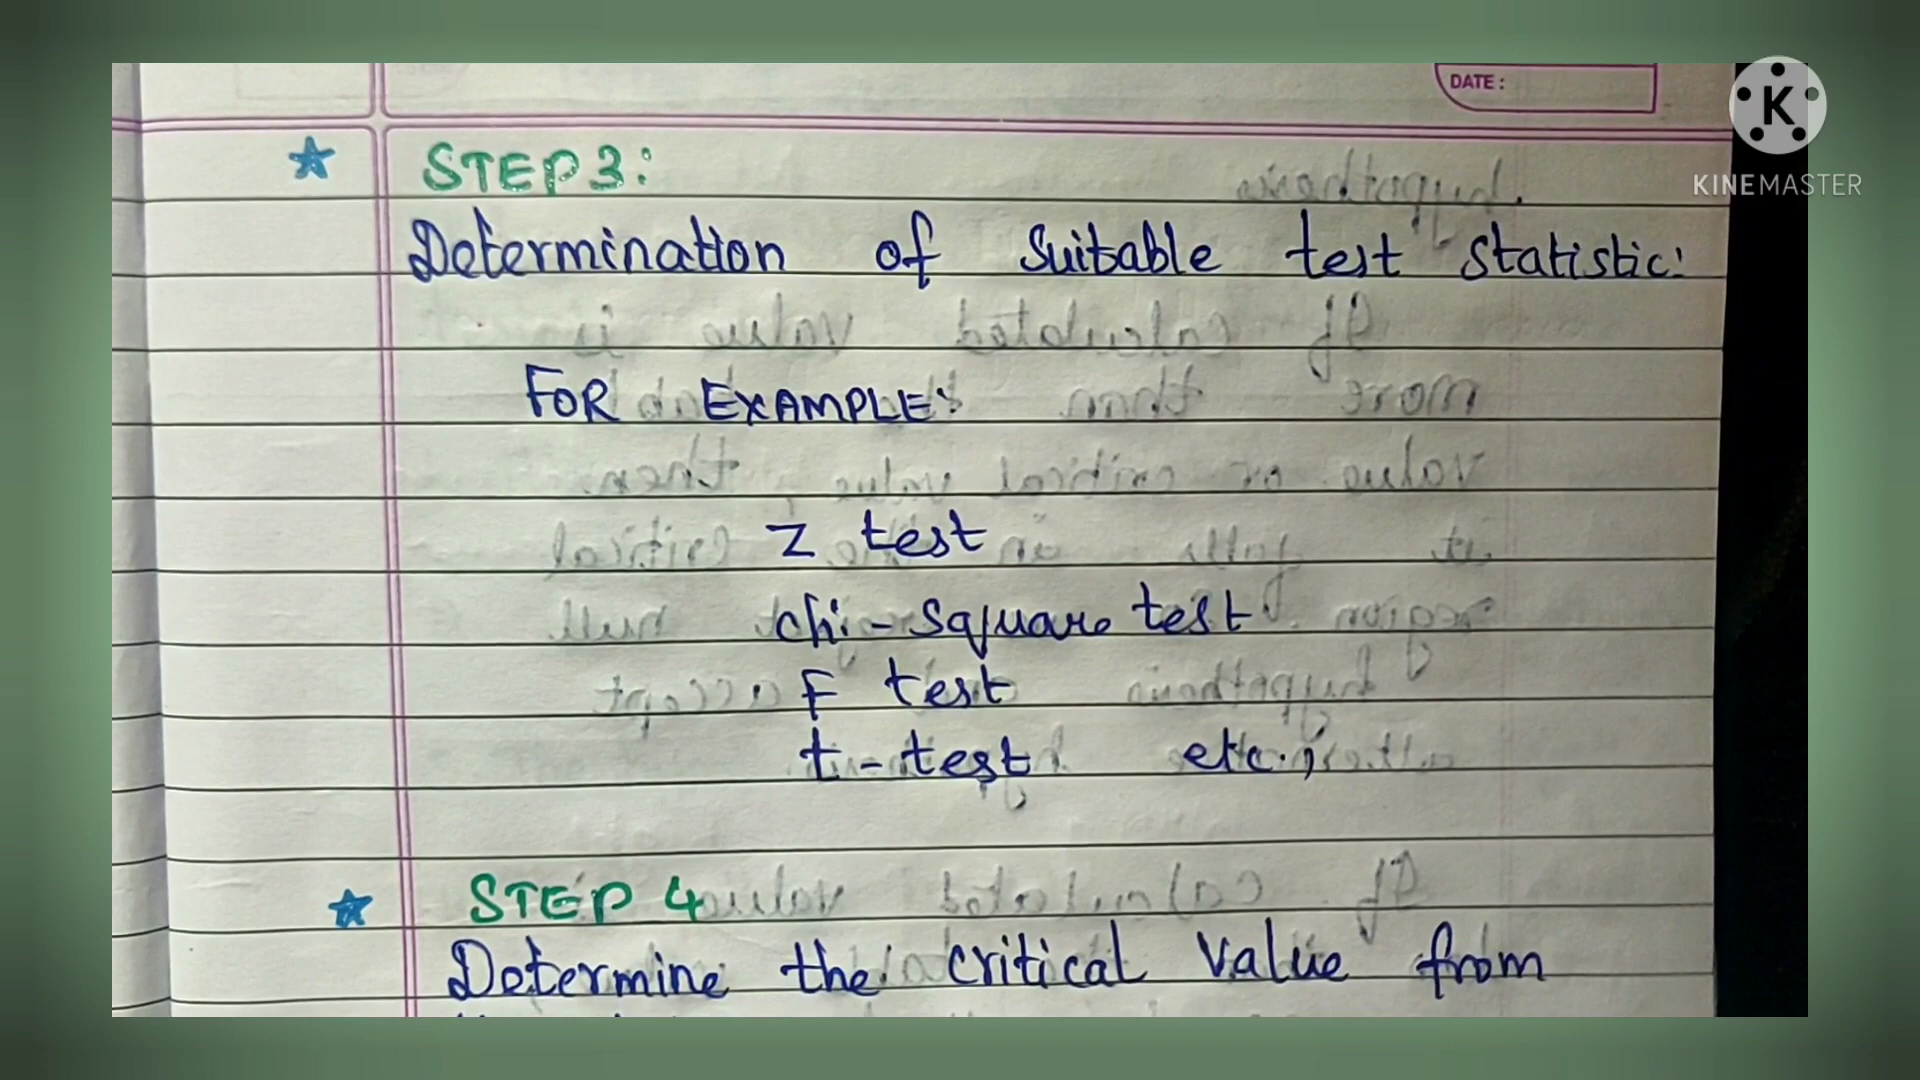 DATE:
KINEMASTER
STEP 3:
Determination of suitable test statistic:
FOR EXAMPLE:
Z test
chi-square test
F test
t-test etc.,
STEP 4
Determine the critical value from